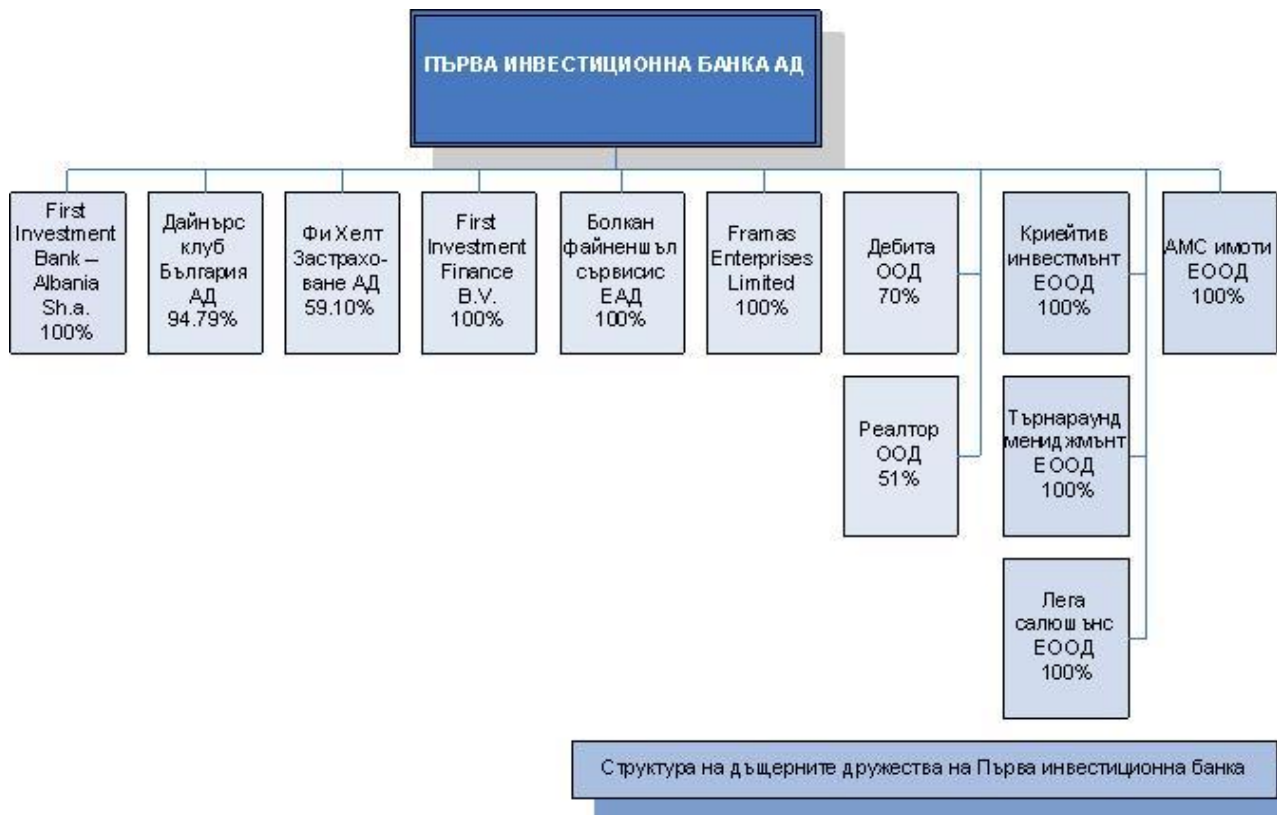 ПЪРВА ИНВЕСТИЦИОННА БАНКА АД
First
Investment
Bank –
Albania
Sh.a.
100%
Дайнърс
клуб
България
АД
94.79%
Фи Хелт
Застрахо-
ване АД
59.10%
First
Investment
Finance
B.V.
100%
Болкан
файненшъл
сървисис
ЕАД
100%
Framas
Enterprises
Limited
100%
Дебита
ООД
70%
Криейтив
инвестмънт
ЕООД
100%
АМС имоти
ЕООД
100%
Реалтор
ООД
51%
Търнараунд
мениджмънт
ЕООД
100%
Лега
салюшънс
ЕООД
100%
Структура на дъщерните дружества на Първа инвестиционна банка